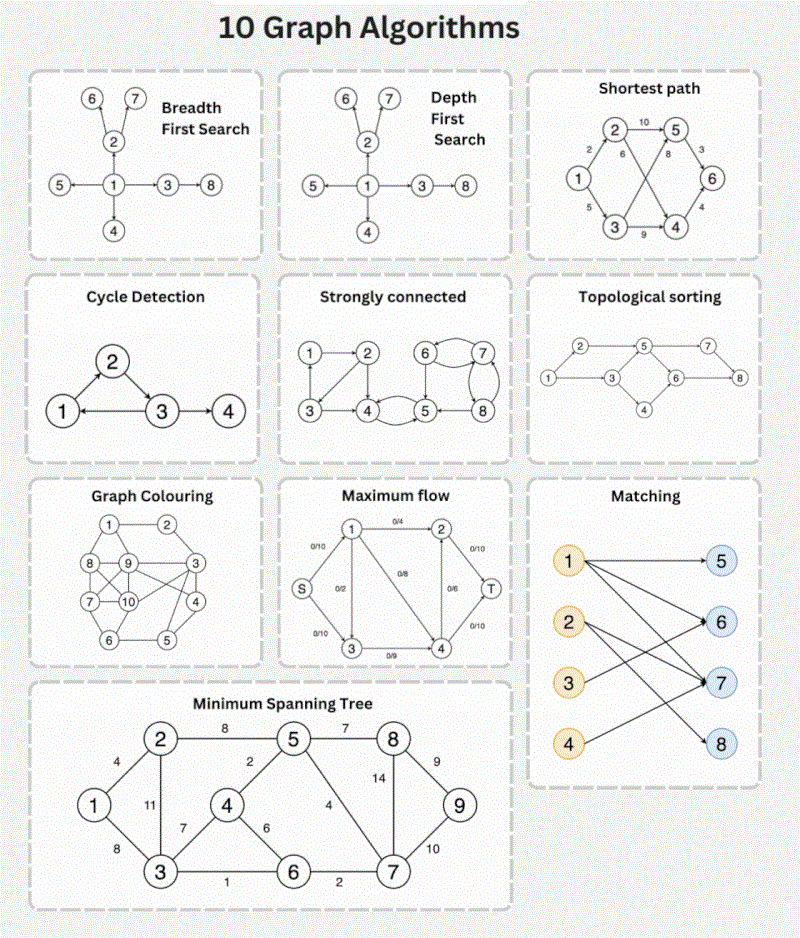 10 Graph Algorithms
6 7
Breadth
First Search
2
5 1 3 8
4
6 7
Depth
First
Search
2
5 1 3 8
4
Shortest path
10
2 5
2 6 8 3
1 6
5 4
3 4
9
Cycle Detection
2
1 3 4
Strongly connected
1 2 6 7
3 4 5 8
Topological sorting
2 5 7
1 3 6 8
4
Graph Colouring
1 2
8 9 3
7 10 4
6 5
Maximum flow
1 0/4 2
0/10 0/10
0/8
S 0/2 0/6 T
0/10 0/10
3 0/9 4
Matching
1 5
2 6
3 7
4 8
Minimum Spanning Tree
8 7
2 5 8
4 2 9
14
1 11 4 4 9
7 6
8 10
3 6 7
1 2